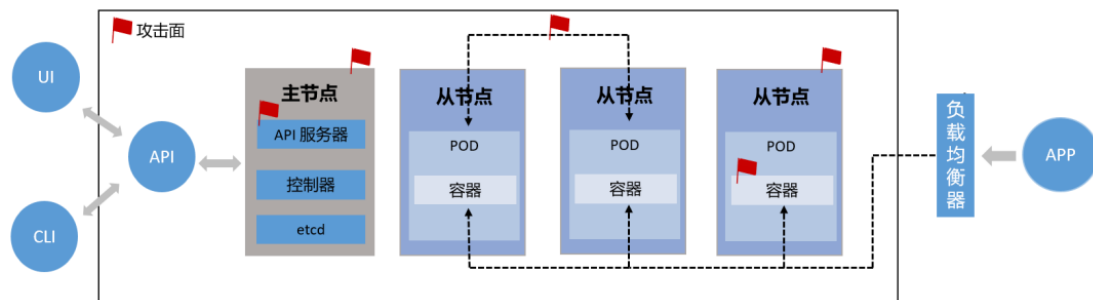 攻击面
UI
API
CLI
主节点
API 服务器
控制器
etcd
从节点
POD
容器
从节点
POD
容器
从节点
POD
容器
负载均衡器
APP